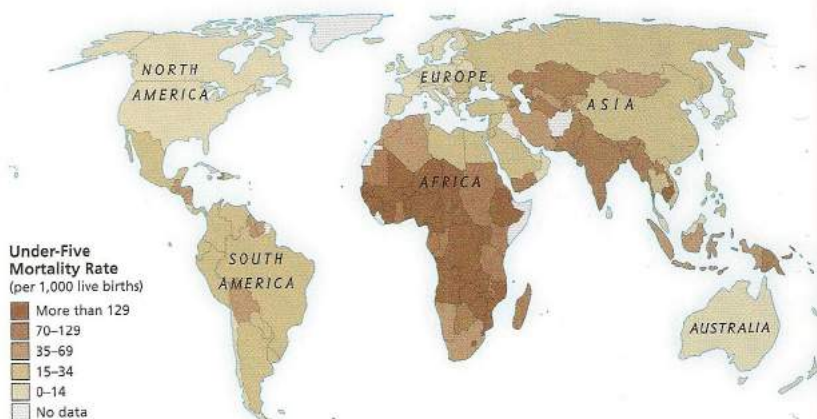 NORTH
AMERICA
EUROPE
ASIA
AFRICA
SOUTH
AMERICA
AUSTRALIA
Under-Five
Mortality Rate
(per 1,000 live births)
More than 129
70–129
35–69
15–34
0–14
No data